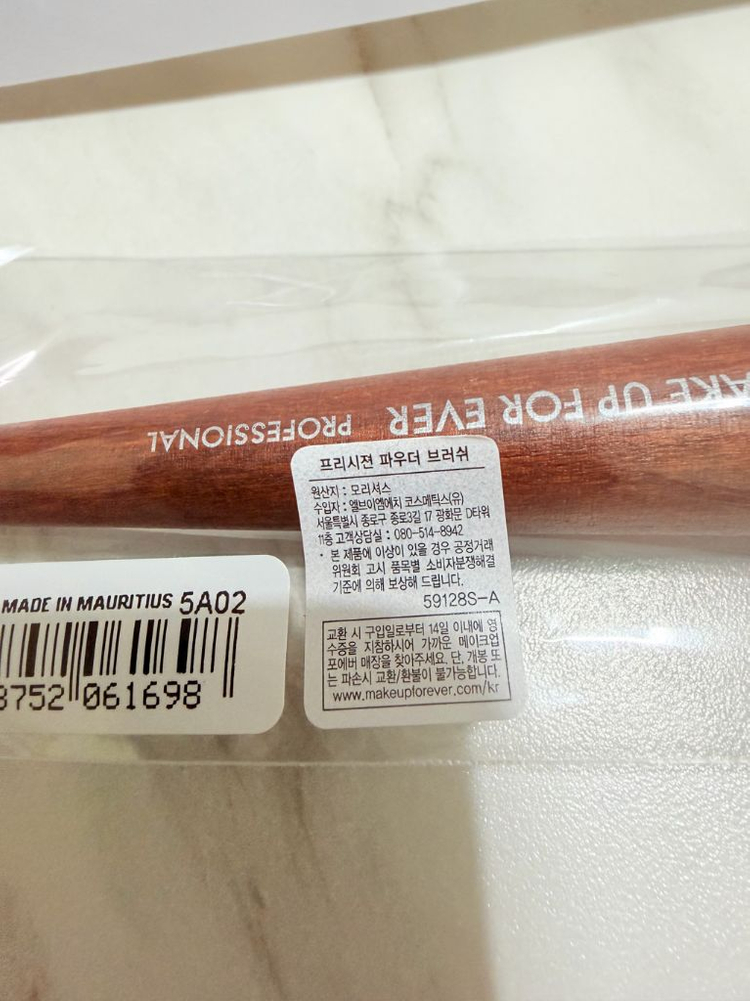 AKE UP FOR EVER
PROFESSIONAL
프리시젼 파우더 브러쉬
원산지 : 모리셔스
수입자 : 엘브이엠에치 코스메틱스(유)
서울특별시 종로구 종로3길 17 광화문 D타워
11층 고객상담실 : 080-514-8942
· 본 제품에 이상이 있을 경우 공정거래
위원회 고시 품목별 소비자분쟁해결
기준에 의해 보상해 드립니다.
59128S-A
교환 시 구입일로부터 14일 이내에 영
수증을 지참하시어 가까운 메이크업
포에버 매장을 찾아주세요. 단, 개봉 또
는 파손시 교환/환불이 불가능합니다.
www.makeupforever.com/kr
MADE IN MAURITIUS 5A02
8752 061698